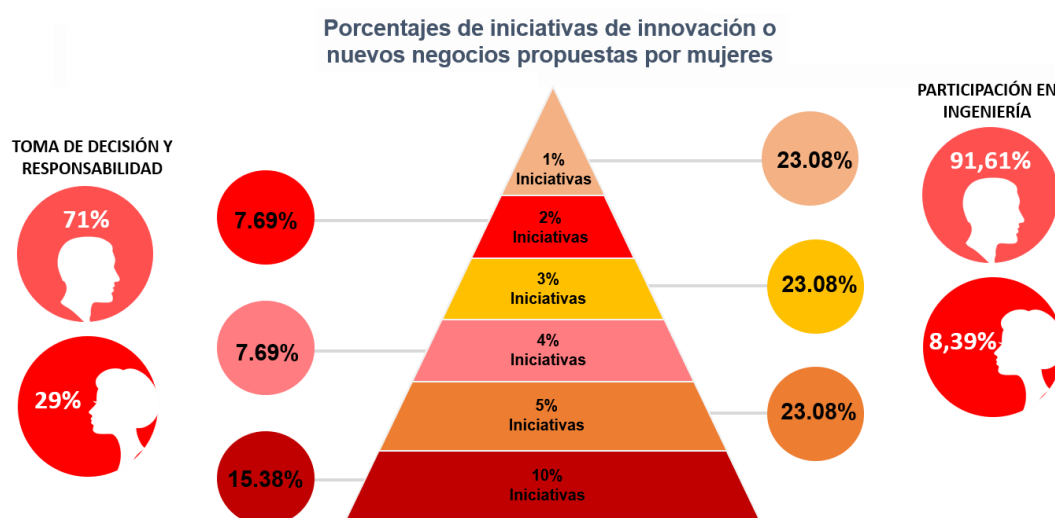 Porcentajes de iniciativas de innovación o
nuevos negocios propuestas por mujeres
TOMA DE DECISIÓN Y
RESPONSABILIDAD
71%
29%
7.69%
7.69%
15.38%
1%
Iniciativas
2%
Iniciativas
3%
Iniciativas
4%
Iniciativas
5%
Iniciativas
10%
Iniciativas
23.08%
23.08%
23.08%
PARTICIPACIÓN EN
INGENIERÍA
91,61%
8,39%